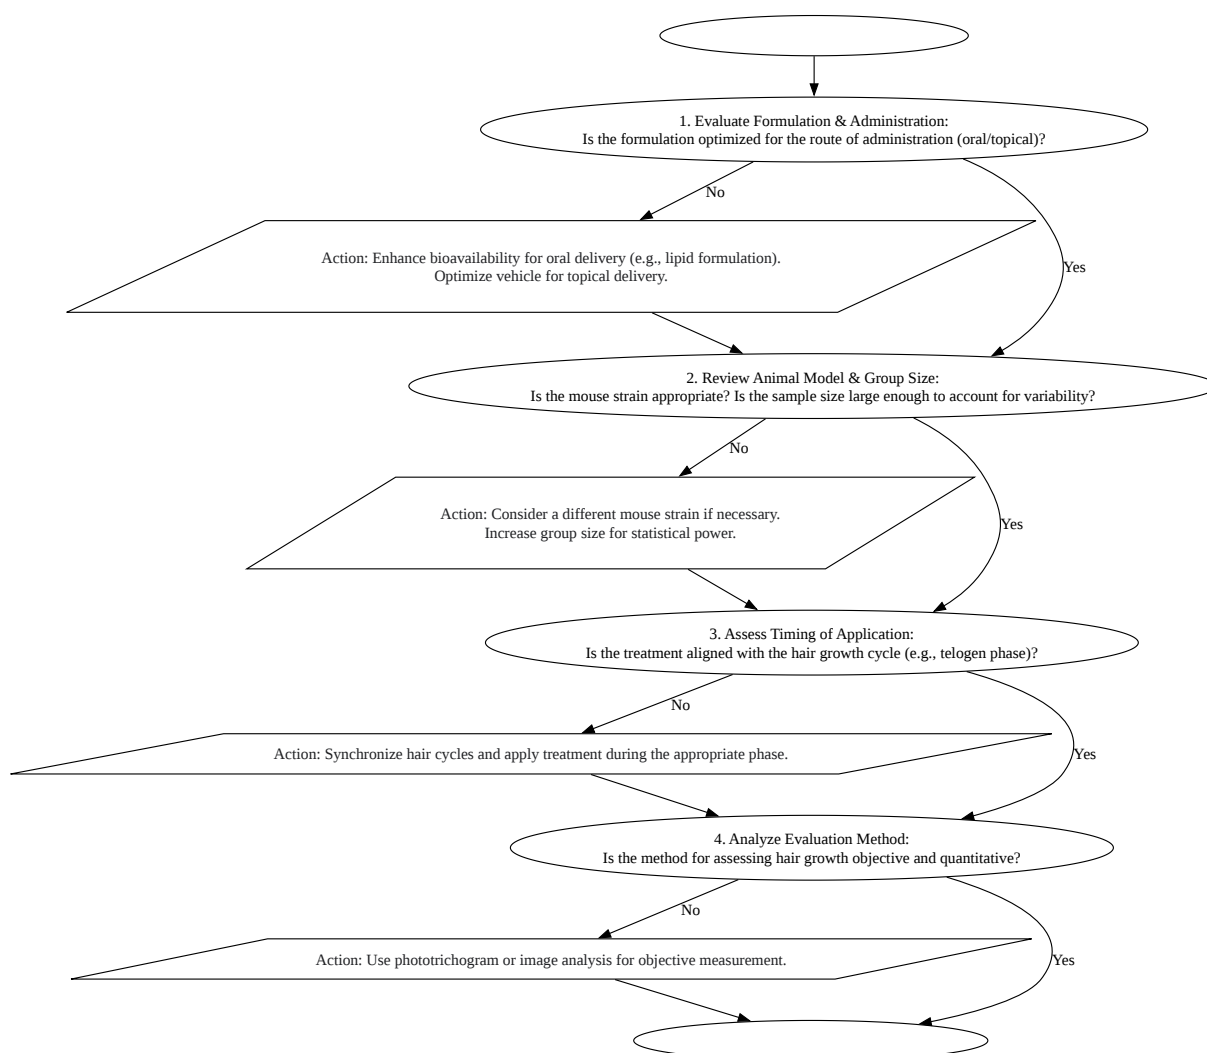 1. Evaluate Formulation & Administration:
Is the formulation optimized for the route of administration (oral/topical)?
No
Action: Enhance bioavailability for oral delivery (e.g., lipid formulation).
Optimize vehicle for topical delivery.
Yes
2. Review Animal Model & Group Size:
Is the mouse strain appropriate? Is the sample size large enough to account for variability?
No
Action: Consider a different mouse strain if necessary.
Increase group size for statistical power.
Yes
3. Assess Timing of Application:
Is the treatment aligned with the hair growth cycle (e.g., telogen phase)?
No
Action: Synchronize hair cycles and apply treatment during the appropriate phase.
Yes
4. Analyze Evaluation Method:
Is the method for assessing hair growth objective and quantitative?
No
Action: Use phototrichogram or image analysis for objective measurement.
Yes